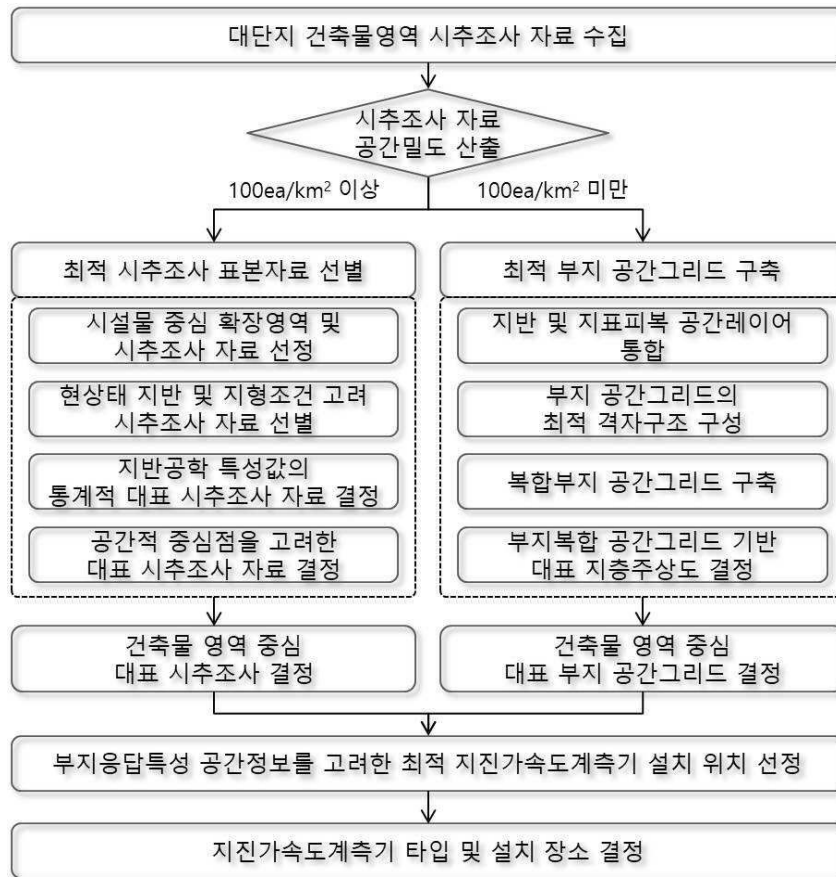 대단지 건축물영역 시추조사 자료 수집
시추조사 자료
공간밀도 산출
100ea/km² 이상
100ea/km² 미만
최적 시추조사 표본자료 선별
시설물 중심 확장영역 및
시추조사 자료 선정
현상태 지반 및 지형조건 고려
시추조사 자료 선별
지반공학 특성값의
통계적 대표 시추조사 자료 결정
공간적 중심점을 고려한
대표 시추조사 자료 결정
건축물 영역 중심
대표 시추조사 결정
최적 부지 공간그리드 구축
지반 및 지표피복 공간레이어
통합
부지 공간그리드의
최적 격자구조 구성
복합부지 공간그리드 구축
부지복합 공간그리드 기반
대표 지층주상도 결정
건축물 영역 중심
대표 부지 공간그리드 결정
부지응답특성 공간정보를 고려한 최적 지진가속도계측기 설치 위치 선정
지진가속도계측기 타입 및 설치 장소 결정